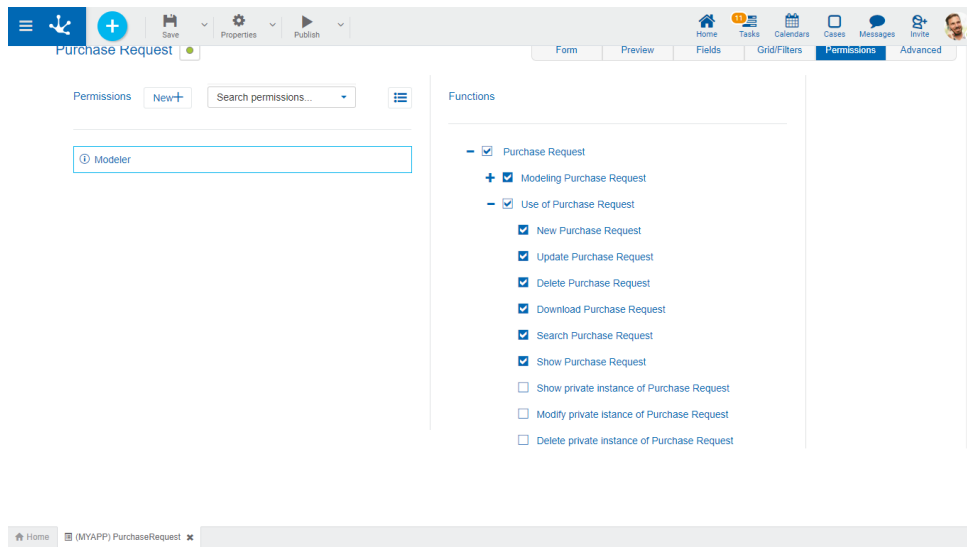 Save
Properties
Publish
Home
11
Tasks
Calendars
Cases
Messages
Invite
Purchase Request
Form
Preview
Fields
Grid/Filters
Permissions
Advanced
Permissions
New+
Search permissions...
Functions
Modeler
Purchase Request
Modeling Purchase Request
Use of Purchase Request
New Purchase Request
Update Purchase Request
Delete Purchase Request
Download Purchase Request
Search Purchase Request
Show Purchase Request
Show private instance of Purchase Request
Modify private istance of Purchase Request
Delete private instance of Purchase Request
Home
(MYAPP) PurchaseRequest